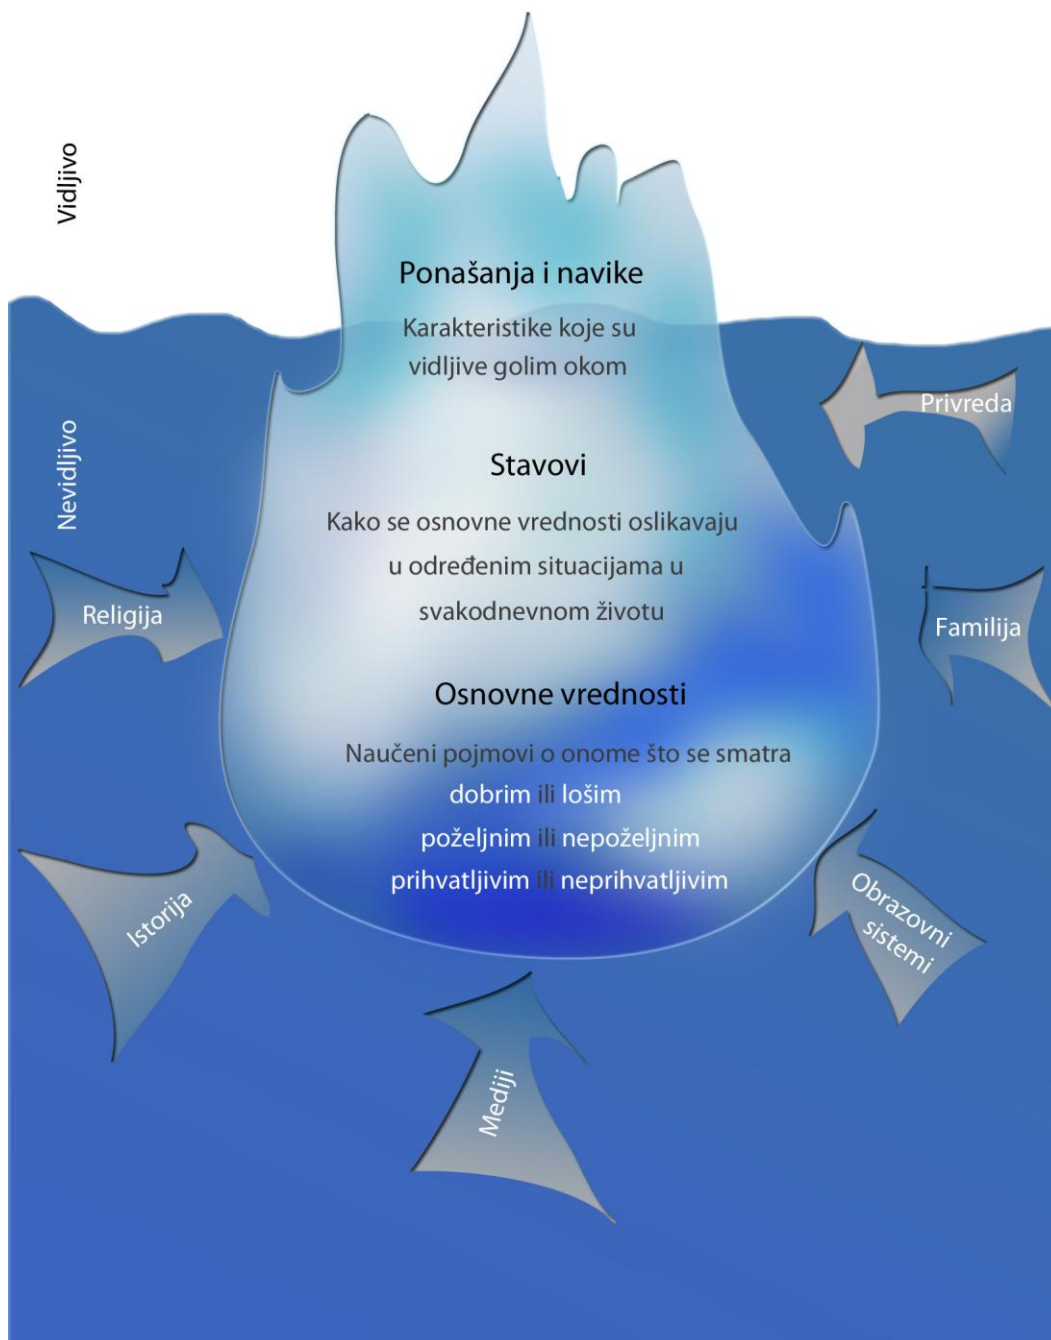 Vidljivo
Ponašanja i navike
Karakteristike koje su
vidljive golim okom
Privreda
Nevidljivo
Stavovi
Kako se osnovne vrednosti oslikavaju
u određenim situacijama u
svakodnevnom životu
Religija
Familija
Osnovne vrednosti
Naučeni pojmovi o onome što se smatra
dobrim ili lošim
poželjnim ili nepoželjnim
prihvatljivim ili neprihvatljivim
Istorija
Obrazovni
sistemi
Mediji